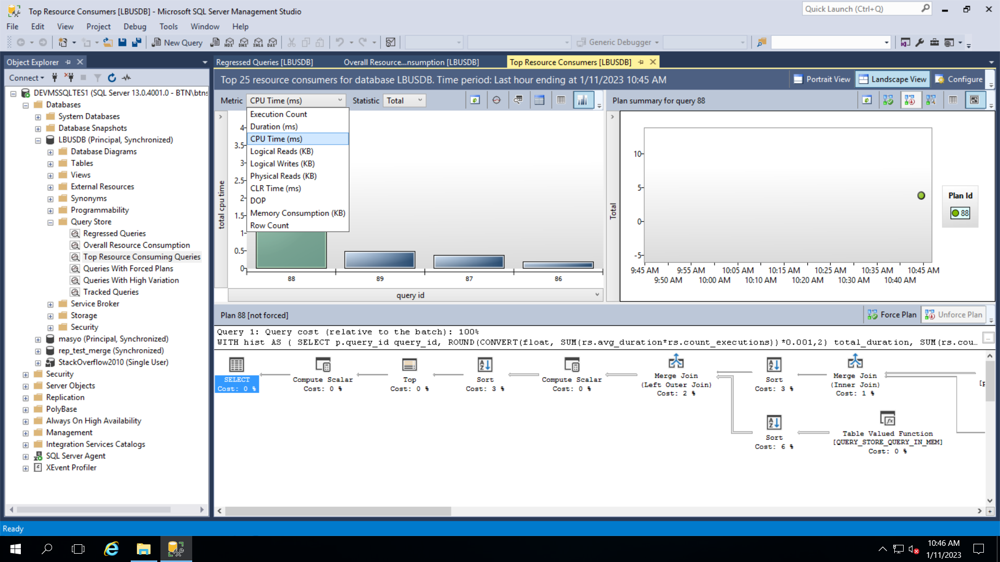 Top Resource Consumers [LBUSDB] - Microsoft SQL Server Management Studio
Quick Launch (Ctrl+Q)
File Edit View Project Debug Tools Window Help
New Query
MDX DMX XMLA DAX
Generic Debugger
Object Explorer
Regressed Queries [LBUSDB]
Overall Resource...nsumption [LBUSDB]
Top Resource Consumers [LBUSDB]
Connect
Top 25 resource consumers for database LBUSDB. Time period: Last hour ending at 1/11/2023 10:45 AM
Portrait View
Landscape View
Configure
DEVMSSQLTES1 (SQL Server 13.0.4001.0 - BTN\btns
Databases
System Databases
Database Snapshots
LBUSDB (Principal, Synchronized)
Database Diagrams
Tables
Views
External Resources
Synonyms
Programmability
Query Store
Regressed Queries
Overall Resource Consumption
Top Resource Consuming Queries
Queries With Forced Plans
Queries With High Variation
Tracked Queries
Service Broker
Storage
Security
masyo (Principal, Synchronized)
rep_test_merge (Synchronized)
StackOverflow2010 (Single User)
Security
Server Objects
Replication
PolyBase
Always On High Availability
Management
Integration Services Catalogs
SQL Server Agent
XEvent Profiler
Metric CPU Time (ms) Statistic Total
Execution Count
Duration (ms)
CPU Time (ms)
Logical Reads (KB)
Logical Writes (KB)
Physical Reads (KB)
CLR Time (ms)
DOP
Memory Consumption (KB)
Row Count
total cpu time
4
3.5
3
2.5
2
1.5
1
0.5
0
88 89 87 86
query id
Plan summary for query 88
Total
10
5
0
-5
9:45 AM 9:55 AM 10:05 AM 10:15 AM 10:25 AM 10:35 AM 10:45 AM
9:50 AM 10:00 AM 10:10 AM 10:20 AM 10:30 AM 10:40 AM
Plan Id
88
Plan 88 [not forced]
Force Plan
Unforce Plan
Query 1: Query cost (relative to the batch): 100%
WITH hist AS ( SELECT p.query_id query_id, ROUND(CONVERT(float, SUM(rs.avg_duration*rs.count_executions))*0.001,2) total_duration, SUM(rs.cou...
...
SELECT
Cost: 0 %
Compute Scalar
Cost: 0 %
Top
Cost: 0 %
Sort
Cost: 3 %
Compute Scalar
Cost: 0 %
Merge Join
(Left Outer Join)
Cost: 2 %
Sort
Cost: 3 %
Merge Join
(Inner Join)
Cost: 1 %
Sort
Cost: 6 %
Table Valued Function
[QUERY_STORE_QUERY_IN_MEM]
Cost: 0 %
Ready
10:46 AM
1/11/2023